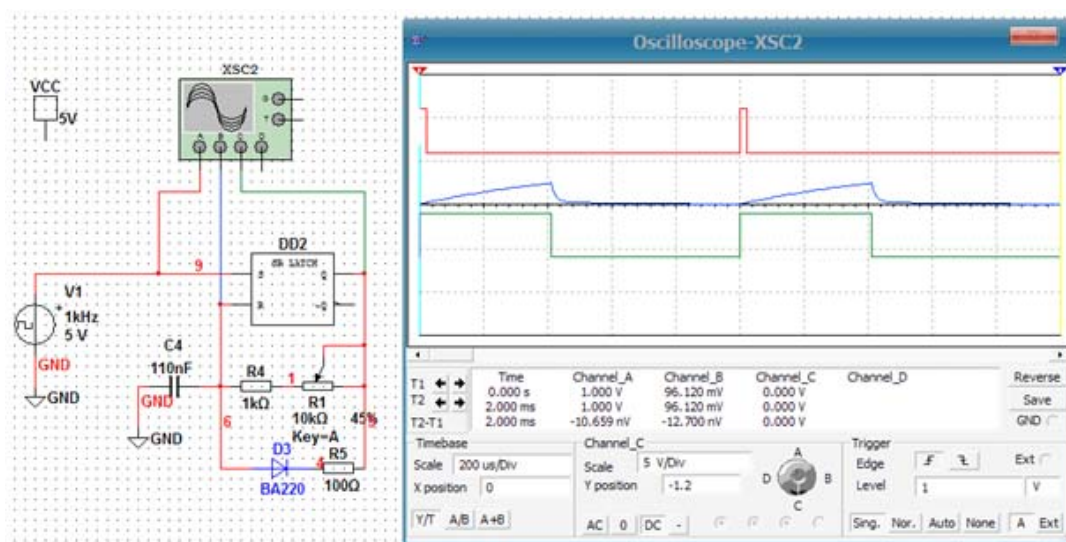 XSC2
VCC
5V
A B C D
G
T
DD2
SR LATCH
S Q
R ~Q
9
V1
1kHz
5 V
GND
GND
C4
110nF
GND
GND
R4
1kΩ
1
R1
10kΩ
45%
Key=A
6
D3
BA220
4
R5
100Ω
Oscilloscope-XSC2
Time Channel_A Channel_B Channel_C Channel_D
T1 0.000 s 1.000 V 96.120 mV 0.000 V
T2 2.000 ms 1.000 V 96.120 mV 0.000 V
T2-T1 2.000 ms -10.659 nV -12.700 nV 0.000 V
Reverse
Save
GND
Timebase
Scale 200 us/Div
X position 0
Y/T A/B A+B
Channel_C
Scale 5 V/Div
Y position -1.2
AC 0 DC -
A
D B
C
Trigger
Edge Ext
Level 1 V
Sing. Nor. Auto None A Ext